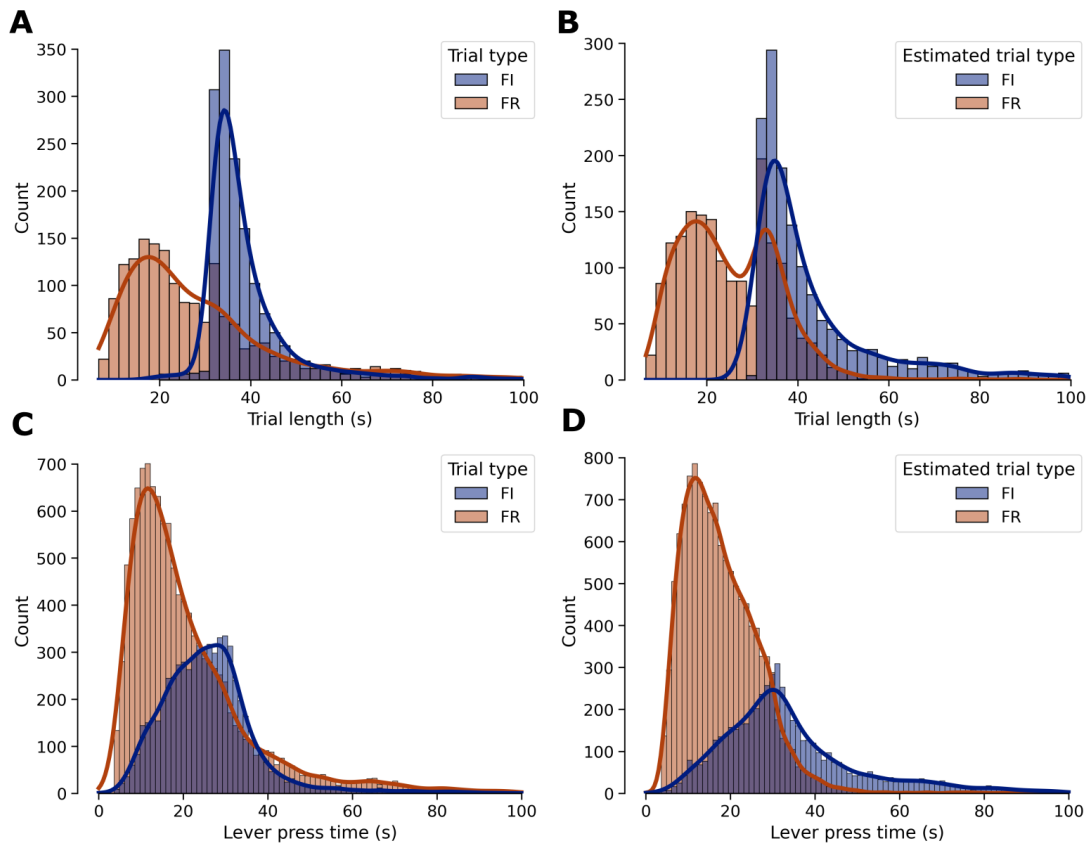 A
B
Trial type
FI
FR
Estimated trial type
FI
FR
Count
350
300
250
200
150
100
50
0
20
40
60
80
100
Trial length (s)
Count
300
250
200
150
100
50
0
20
40
60
80
100
Trial length (s)
C
D
Trial type
FI
FR
Estimated trial type
FI
FR
Count
700
600
500
400
300
200
100
0
0
20
40
60
80
100
Lever press time (s)
Count
800
700
600
500
400
300
200
100
0
0
20
40
60
80
100
Lever press time (s)